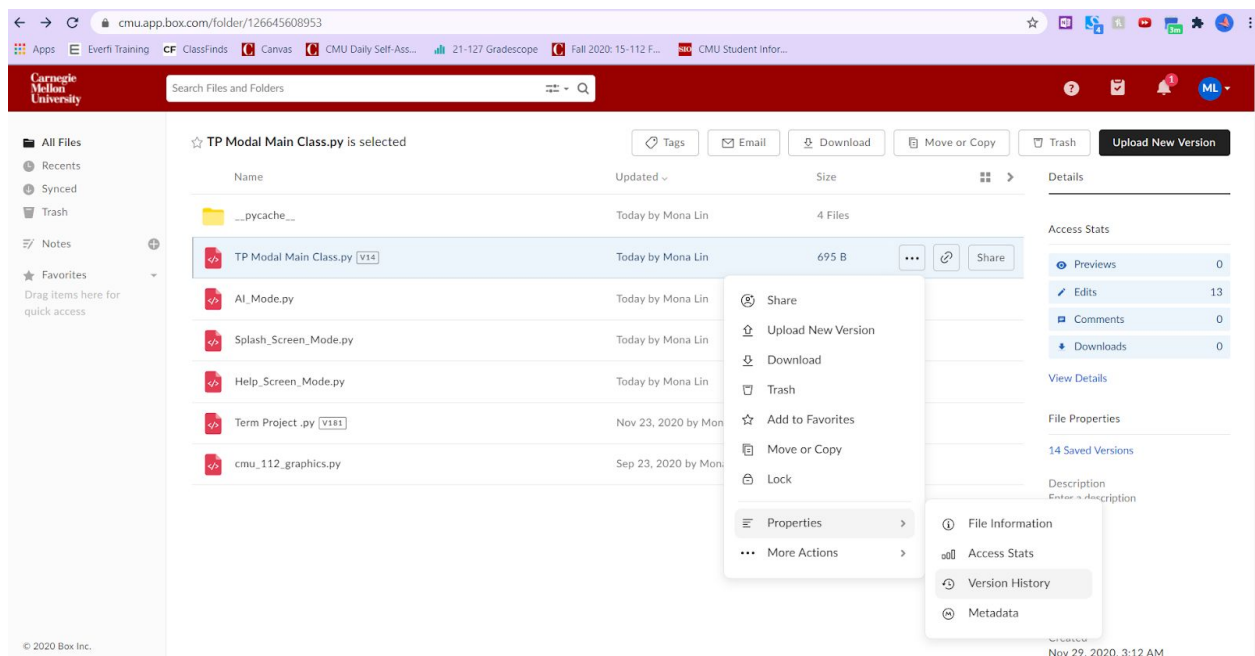 cmu.app.box.com/folder/126645608953
3m
Apps Everfi Training CF ClassFinds Canvas CMU Daily Self-Ass... 21-127 Gradescope Fall 2020: 15-112 F... SIO CMU Student Infor...
Carnegie
Mellon
University
Search Files and Folders
? 1 ML
All Files
Recents
Synced
Trash
Notes
Favorites
Drag items here for
quick access
© 2020 Box Inc.
TP Modal Main Class.py is selected
Tags Email Download Move or Copy Trash Upload New Version
Name Updated Size
__pycache__ Today by Mona Lin 4 Files
TP Modal Main Class.py V14 Today by Mona Lin 695 B ... Share
AI_Mode.py Today by Mona Lin
Splash_Screen_Mode.py Today by Mona Lin
Help_Screen_Mode.py Today by Mona Lin
Term Project .py V181 Nov 23, 2020 by Mon
cmu_112_graphics.py Sep 23, 2020 by Mon
Share
Upload New Version
Download
Trash
Add to Favorites
Move or Copy
Lock
Properties
More Actions
File Information
Access Stats
Version History
Metadata
Details
Access Stats
Previews 0
Edits 13
Comments 0
Downloads 0
View Details
File Properties
14 Saved Versions
Description
Enter a description
Created
Nov 29, 2020, 3:12 AM